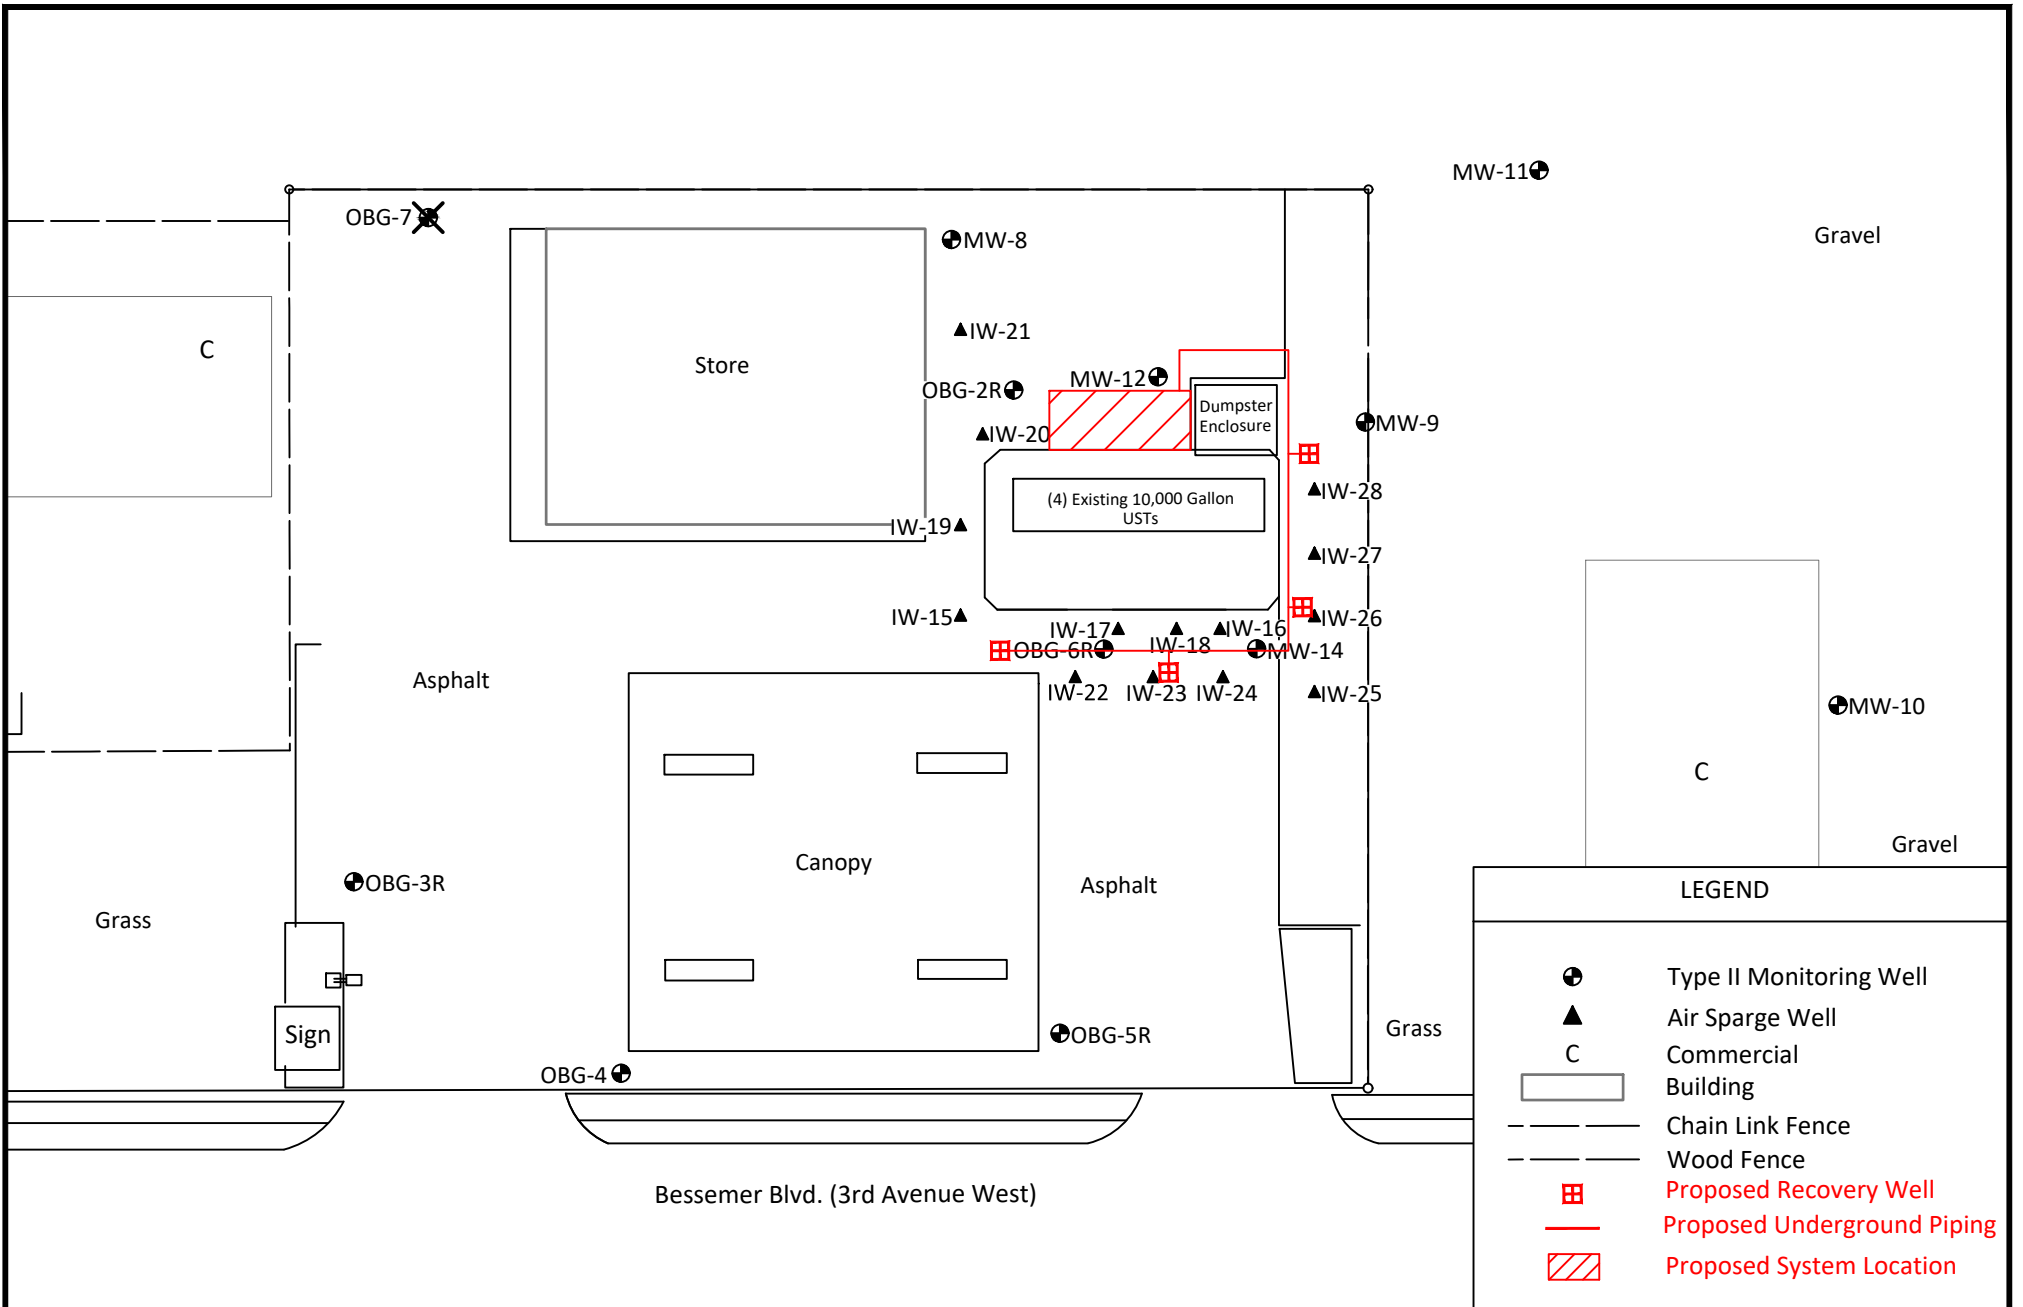 MW-11
OBG-7
MW-8
Gravel
C
IW-21
Store
MW-12
OBG-2R
Dumpster
Enclosure
MW-9
IW-20
IW-28
(4) Existing 10,000 Gallon
USTs
IW-19
IW-27
IW-15
IW-26
IW-17
IW-18
IW-16
OBG-6R
MW-14
Asphalt
IW-22
IW-23
IW-24
IW-25
MW-10
C
Canopy
Gravel
OBG-3R
Asphalt
Grass
Sign
OBG-5R
Grass
OBG-4
Bessemer Blvd. (3rd Avenue West)
LEGEND
Type II Monitoring Well
Air Sparge Well
C Commercial
Building
Chain Link Fence
Wood Fence
Proposed Recovery Well
Proposed Underground Piping
Proposed System Location